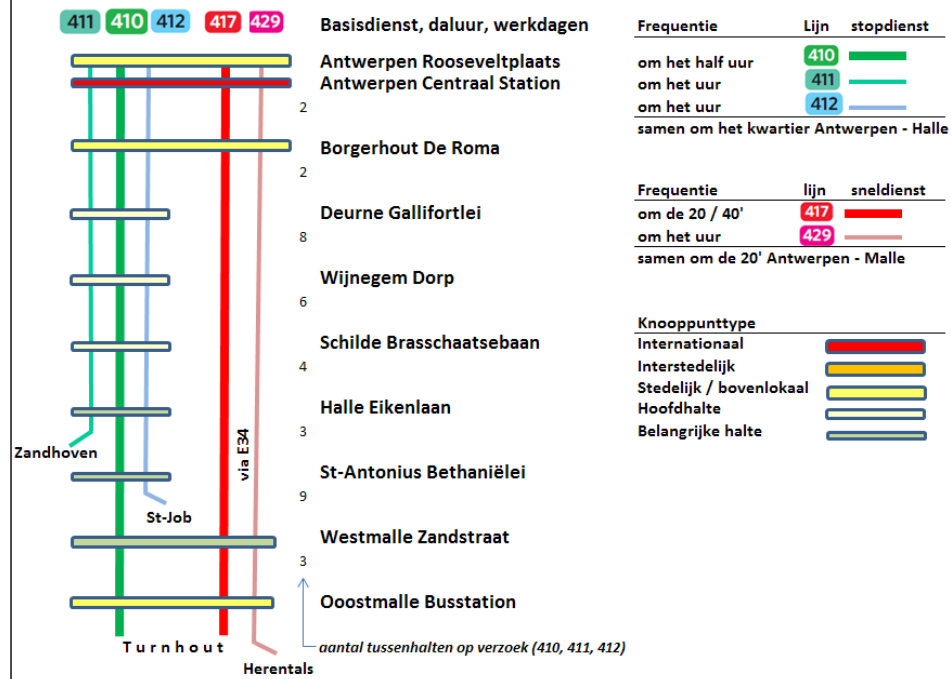 411 410 412 417 429 Basisdienst, daluur, werkdagen
Antwerpen Rooseveltplaats
Antwerpen Centraal Station
2
Borgerhout De Roma
2
Deurne Gallifortlei
8
Wijnegem Dorp
6
Schilde Brasschaatsebaan
4
Halle Eikenlaan
3
Zandhoven
via E34
St-Antonius Bethaniëlei
9
St-Job
Westmalle Zandstraat
3
Ooostmalle Busstation
Turnhout
aantal tussenhalten op verzoek (410, 411, 412)
Herentals
Frequentie Lijn stopdienst
om het half uur 410
om het uur 411
om het uur 412
samen om het kwartier Antwerpen - Halle
Frequentie lijn sneldienst
om de 20 / 40' 417
om het uur 429
samen om de 20' Antwerpen - Malle
Knooppunttype
Internationaal
Interstedelijk
Stedelijk / bovenlokaal
Hoofdhalte
Belangrijke halte